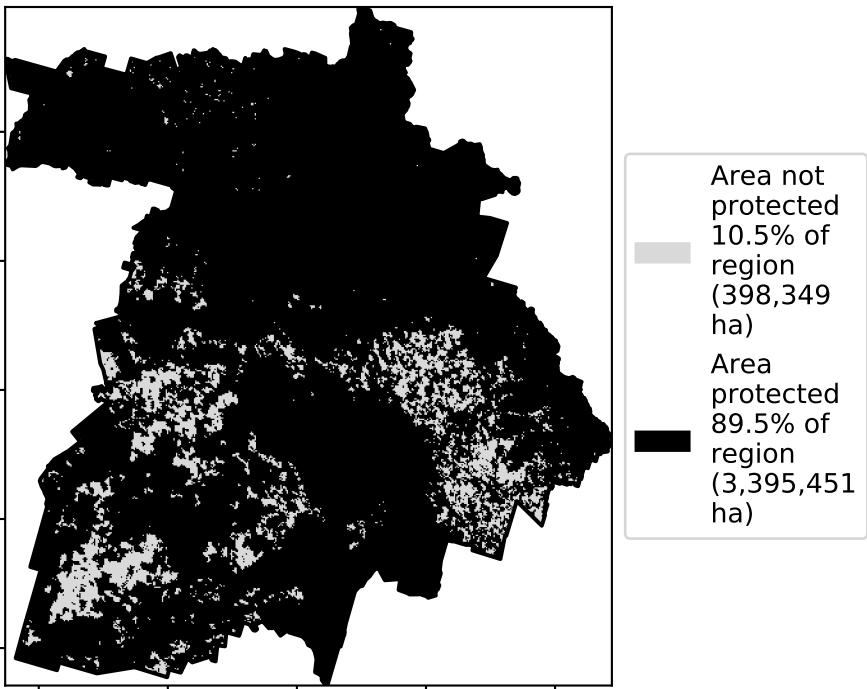 Area not
protected
10.5% of
region
(398,349
ha)
Area
protected
89.5% of
region
(3,395,451
ha)